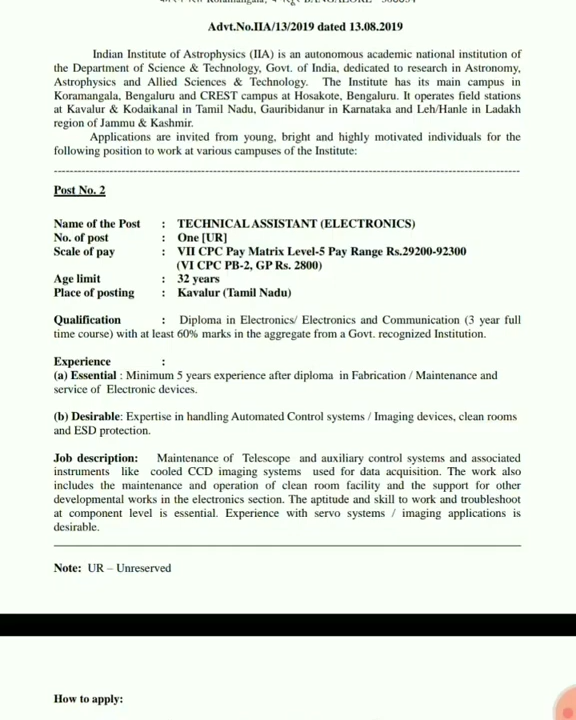 Advt.No.IIA/13/2019 dated 13.08.2019
Indian Institute of Astrophysics (IIA) is an autonomous academic national institution of
the Department of Science & Technology, Govt. of India, dedicated to research in Astronomy,
Astrophysics and Allied Sciences & Technology. The Institute has its main campus in
Koramangala, Bengaluru and CREST campus at Hosakote, Bengaluru. It operates field stations
at Kavalur & Kodaikanal in Tamil Nadu, Gauribidanur in Karnataka and Leh/Hanle in Ladakh
region of Jammu & Kashmir.
Applications are invited from young, bright and highly motivated individuals for the
following position to work at various campuses of the Institute:
Post No. 2
Name of the Post : TECHNICAL ASSISTANT (ELECTRONICS)
No. of post : One [UR]
Scale of pay : VII CPC Pay Matrix Level-5 Pay Range Rs.29200-92300
(VI CPC PB-2, GP Rs. 2800)
Age limit : 32 years
Place of posting : Kavalur (Tamil Nadu)
Qualification : Diploma in Electronics/ Electronics and Communication (3 year full
time course) with at least 60% marks in the aggregate from a Govt. recognized Institution.
Experience :
(a) Essential : Minimum 5 years experience after diploma in Fabrication / Maintenance and
service of Electronic devices.
(b) Desirable: Expertise in handling Automated Control systems / Imaging devices, clean rooms
and ESD protection.
Job description: Maintenance of Telescope and auxiliary control systems and associated
instruments like cooled CCD imaging systems used for data acquisition. The work also
includes the maintenance and operation of clean room facility and the support for other
developmental works in the electronics section. The aptitude and skill to work and troubleshoot
at component level is essential. Experience with servo systems / imaging applications is
desirable.
Note: UR – Unreserved
How to apply: